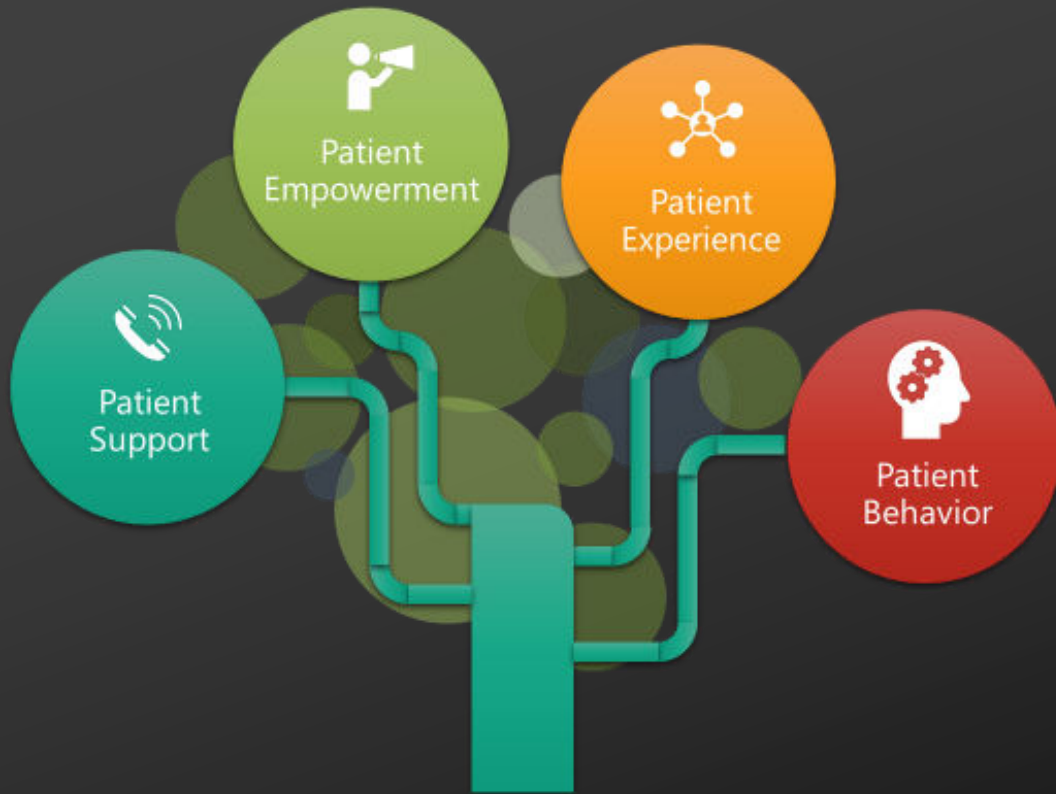 Patient
Empowerment
Patient
Experience
Patient
Support
Patient
Behavior